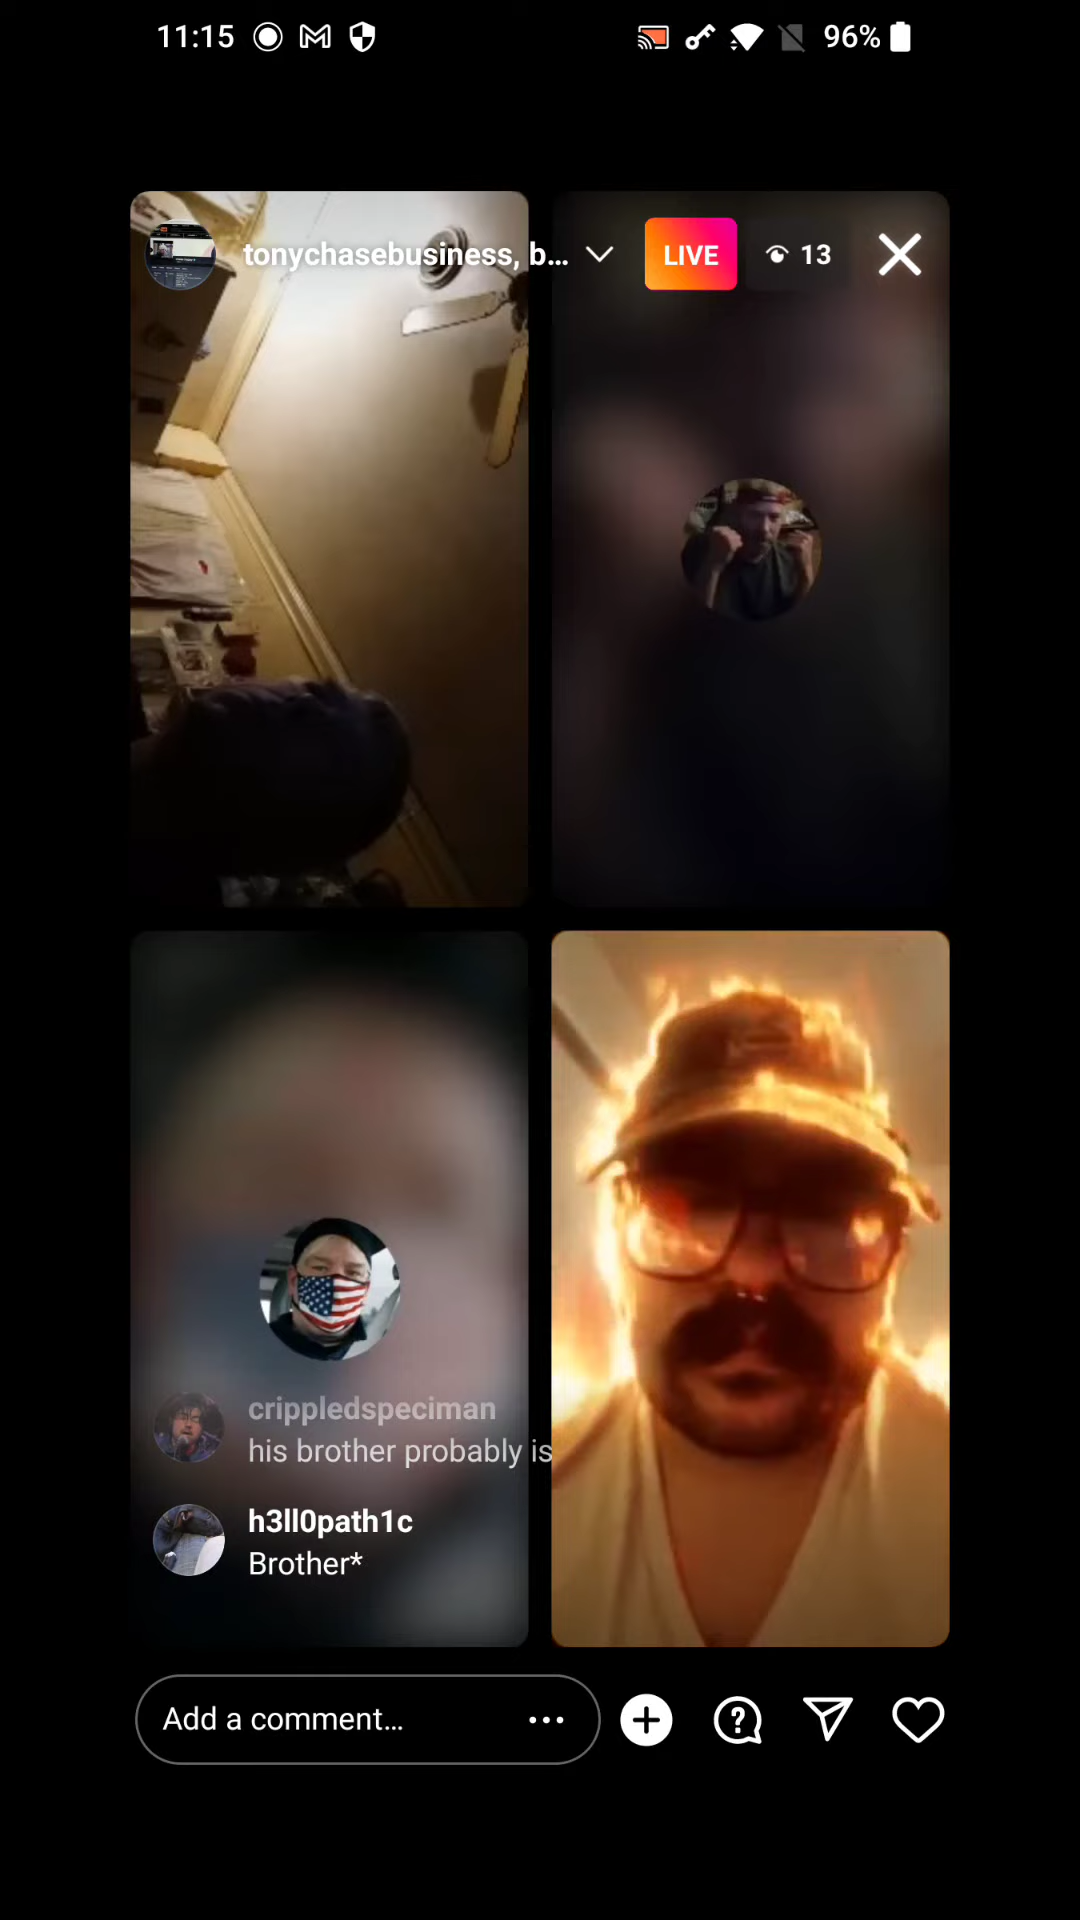 11:15
96%
tonychasebusiness, b...
LIVE
13
crippledspeciman
his brother probably is
h3ll0path1c
Brother*
Add a comment...